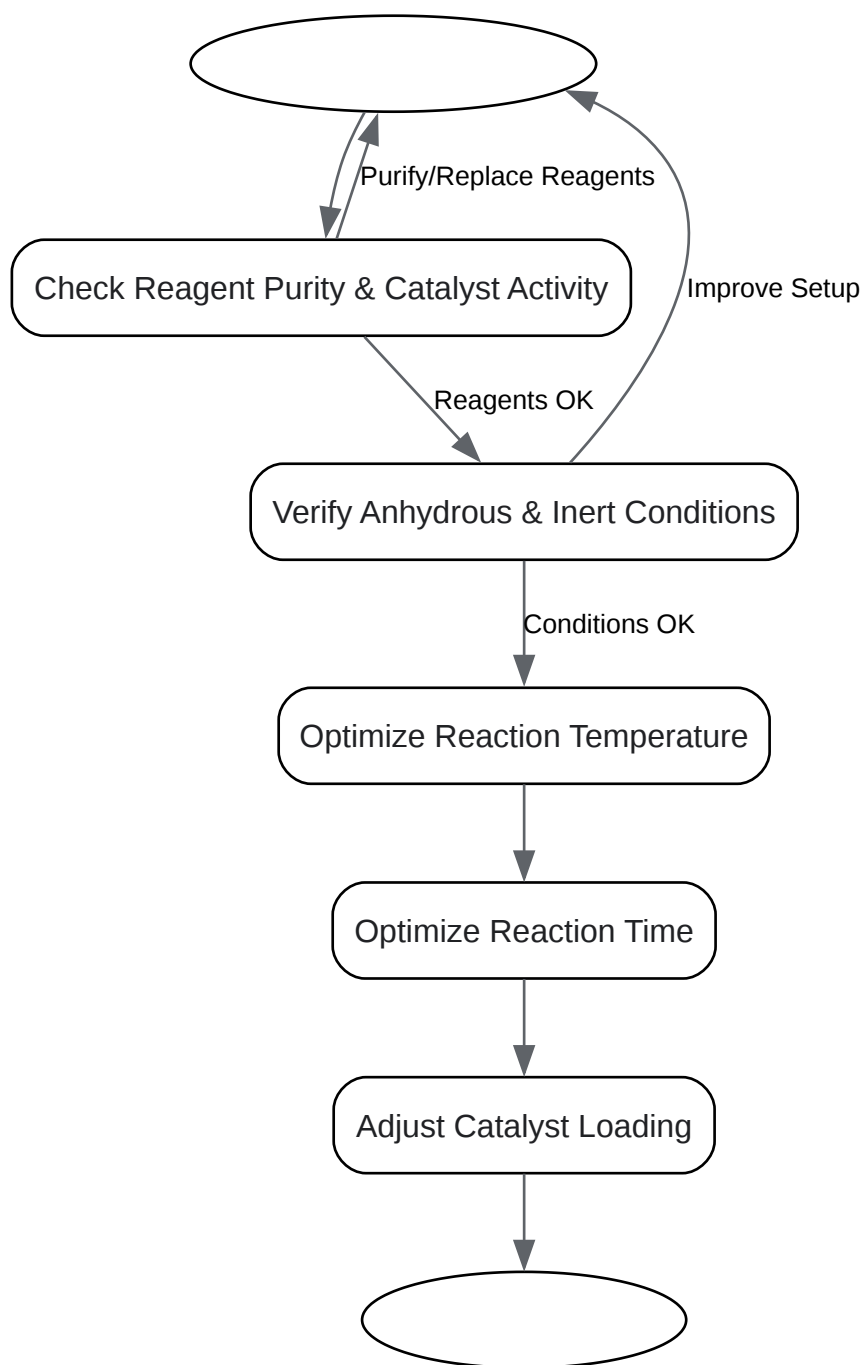 Purify/Replace Reagents
Check Reagent Purity & Catalyst Activity
Improve Setup
Reagents OK
Verify Anhydrous & Inert Conditions
Conditions OK
Optimize Reaction Temperature
Optimize Reaction Time
Adjust Catalyst Loading